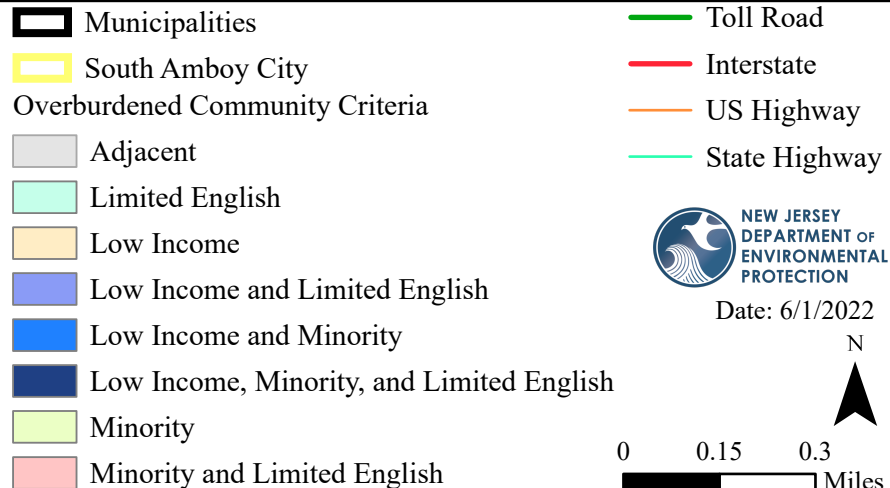 Municipalities
South Amboy City
Overburdened Community Criteria
Adjacent
Limited English
Low Income
Low Income and Limited English
Low Income and Minority
Low Income, Minority, and Limited English
Minority
Minority and Limited English
Toll Road
Interstate
US Highway
State Highway
NEW JERSEY
DEPARTMENT OF
ENVIRONMENTAL
PROTECTION
Date: 6/1/2022
N
0 0.15 0.3
Miles